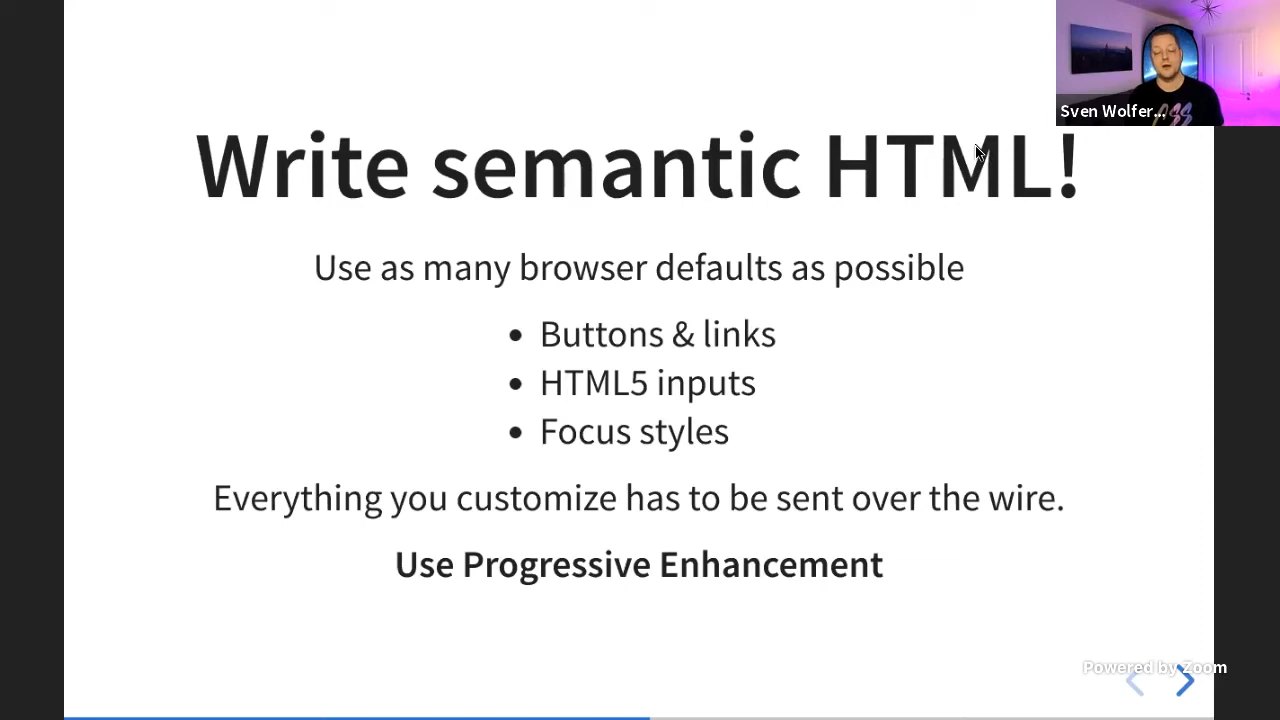 Sven Wolfer...
Write semantic HTML!
Use as many browser defaults as possible
• Buttons & links
• HTML5 inputs
• Focus styles
Everything you customize has to be sent over the wire.
Use Progressive Enhancement
Powered by Zoom